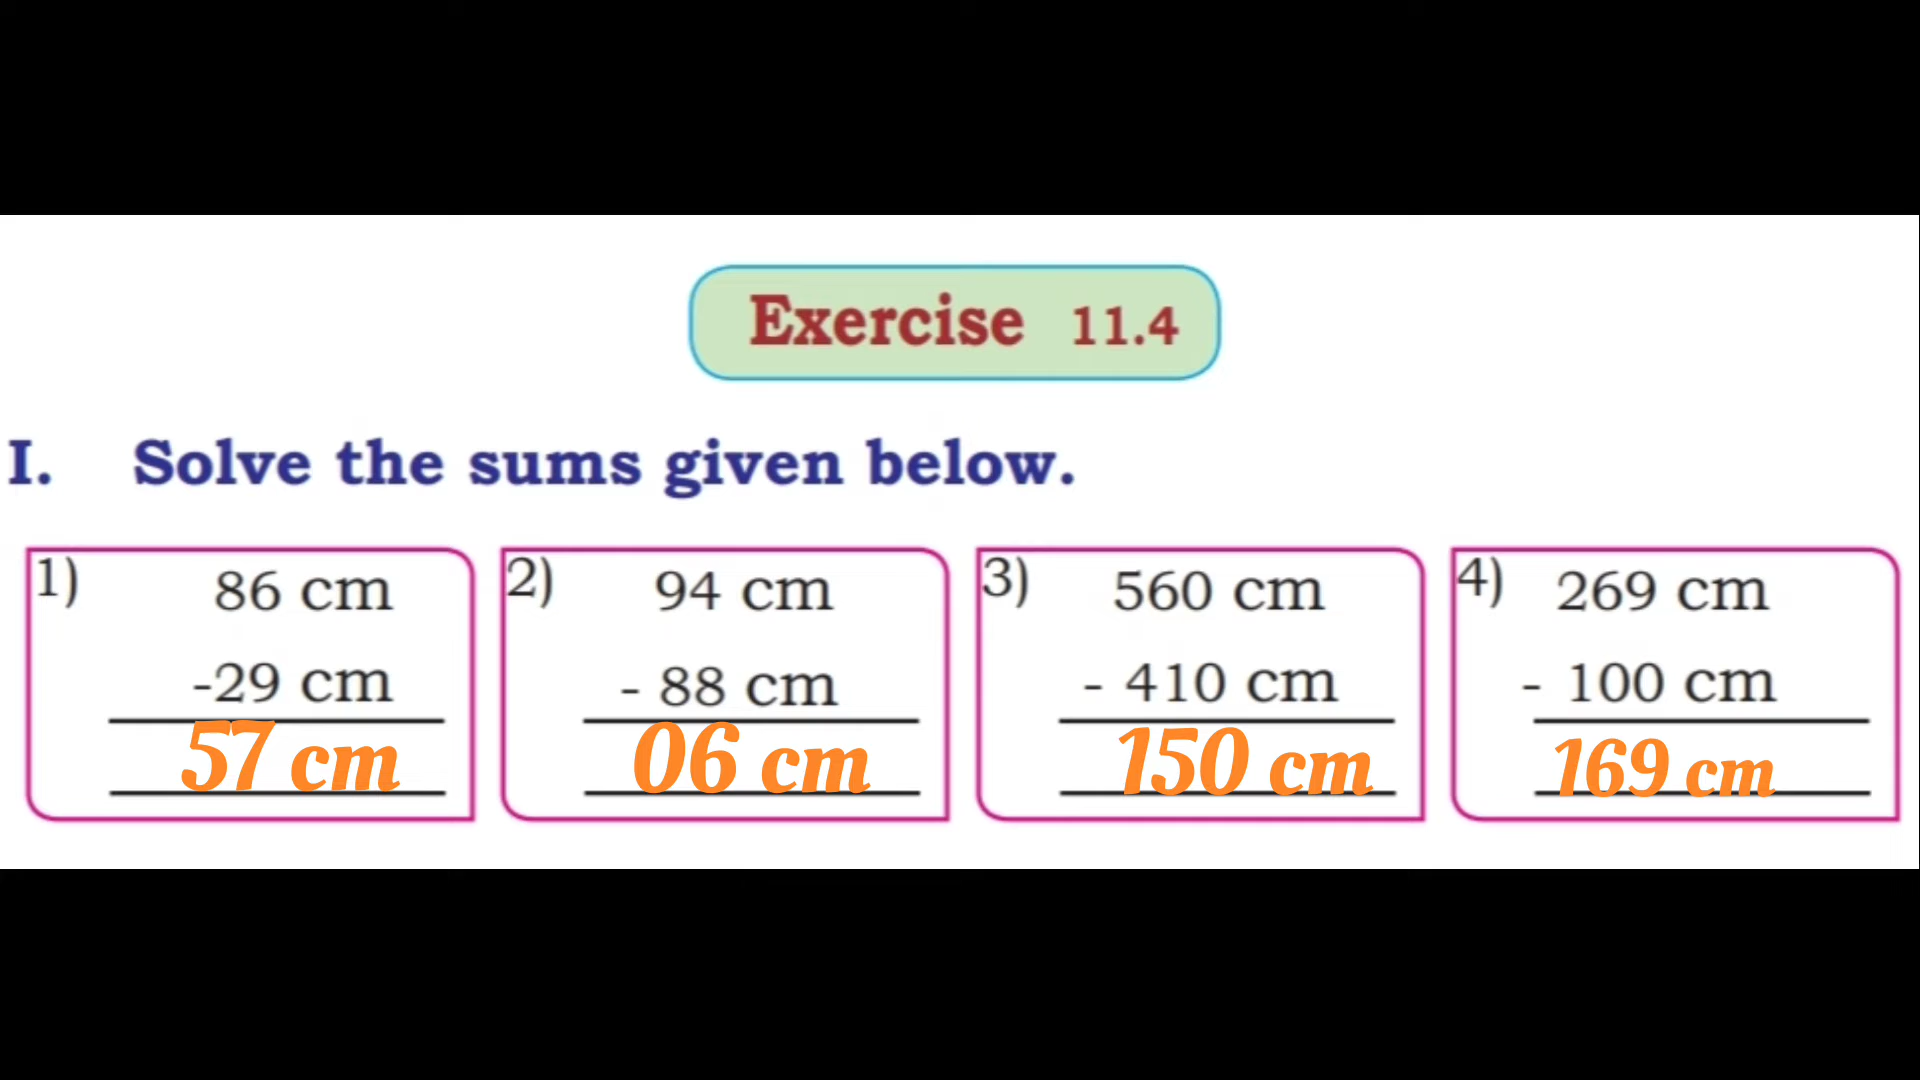 Exercise 11.4
I. Solve the sums given below.
1) 86 cm
-29 cm
57 cm
2) 94 cm
- 88 cm
06 cm
3) 560 cm
- 410 cm
150 cm
4) 269 cm
- 100 cm
169 cm